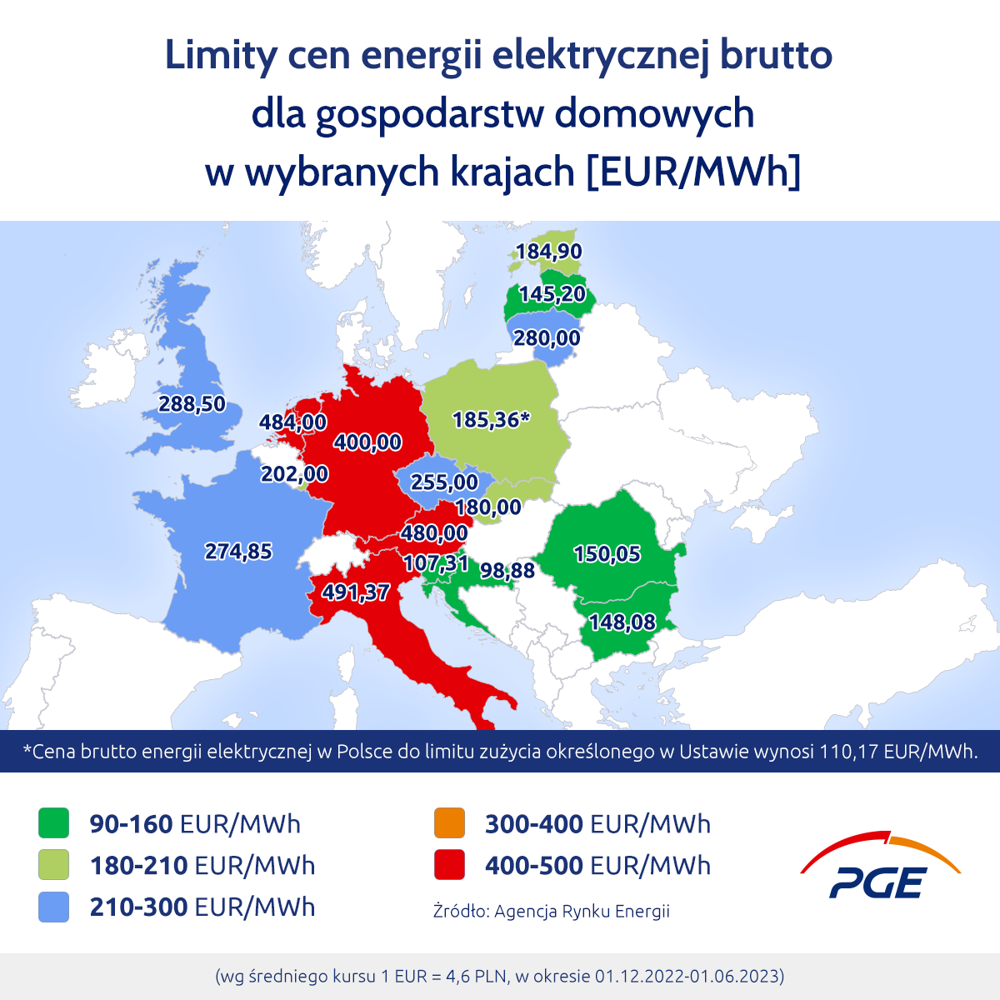 Limity cen energii elektrycznej brutto
dla gospodarstw domowych
w wybranych krajach [EUR/MWh]
184,90
145,20
280,00
288,50
484,00
400,00
185,36*
202,00
255,00
180,00
480,00
274,85
107,31
98,88
150,05
491,37
148,08
*Cena brutto energii elektrycznej w Polsce do limitu zużycia określonego w Ustawie wynosi 110,17 EUR/MWh.
90-160 EUR/MWh
180-210 EUR/MWh
210-300 EUR/MWh
300-400 EUR/MWh
400-500 EUR/MWh
Żródło: Agencja Rynku Energii
PGE
(wg średniego kursu 1 EUR = 4,6 PLN, w okresie 01.12.2022-01.06.2023)